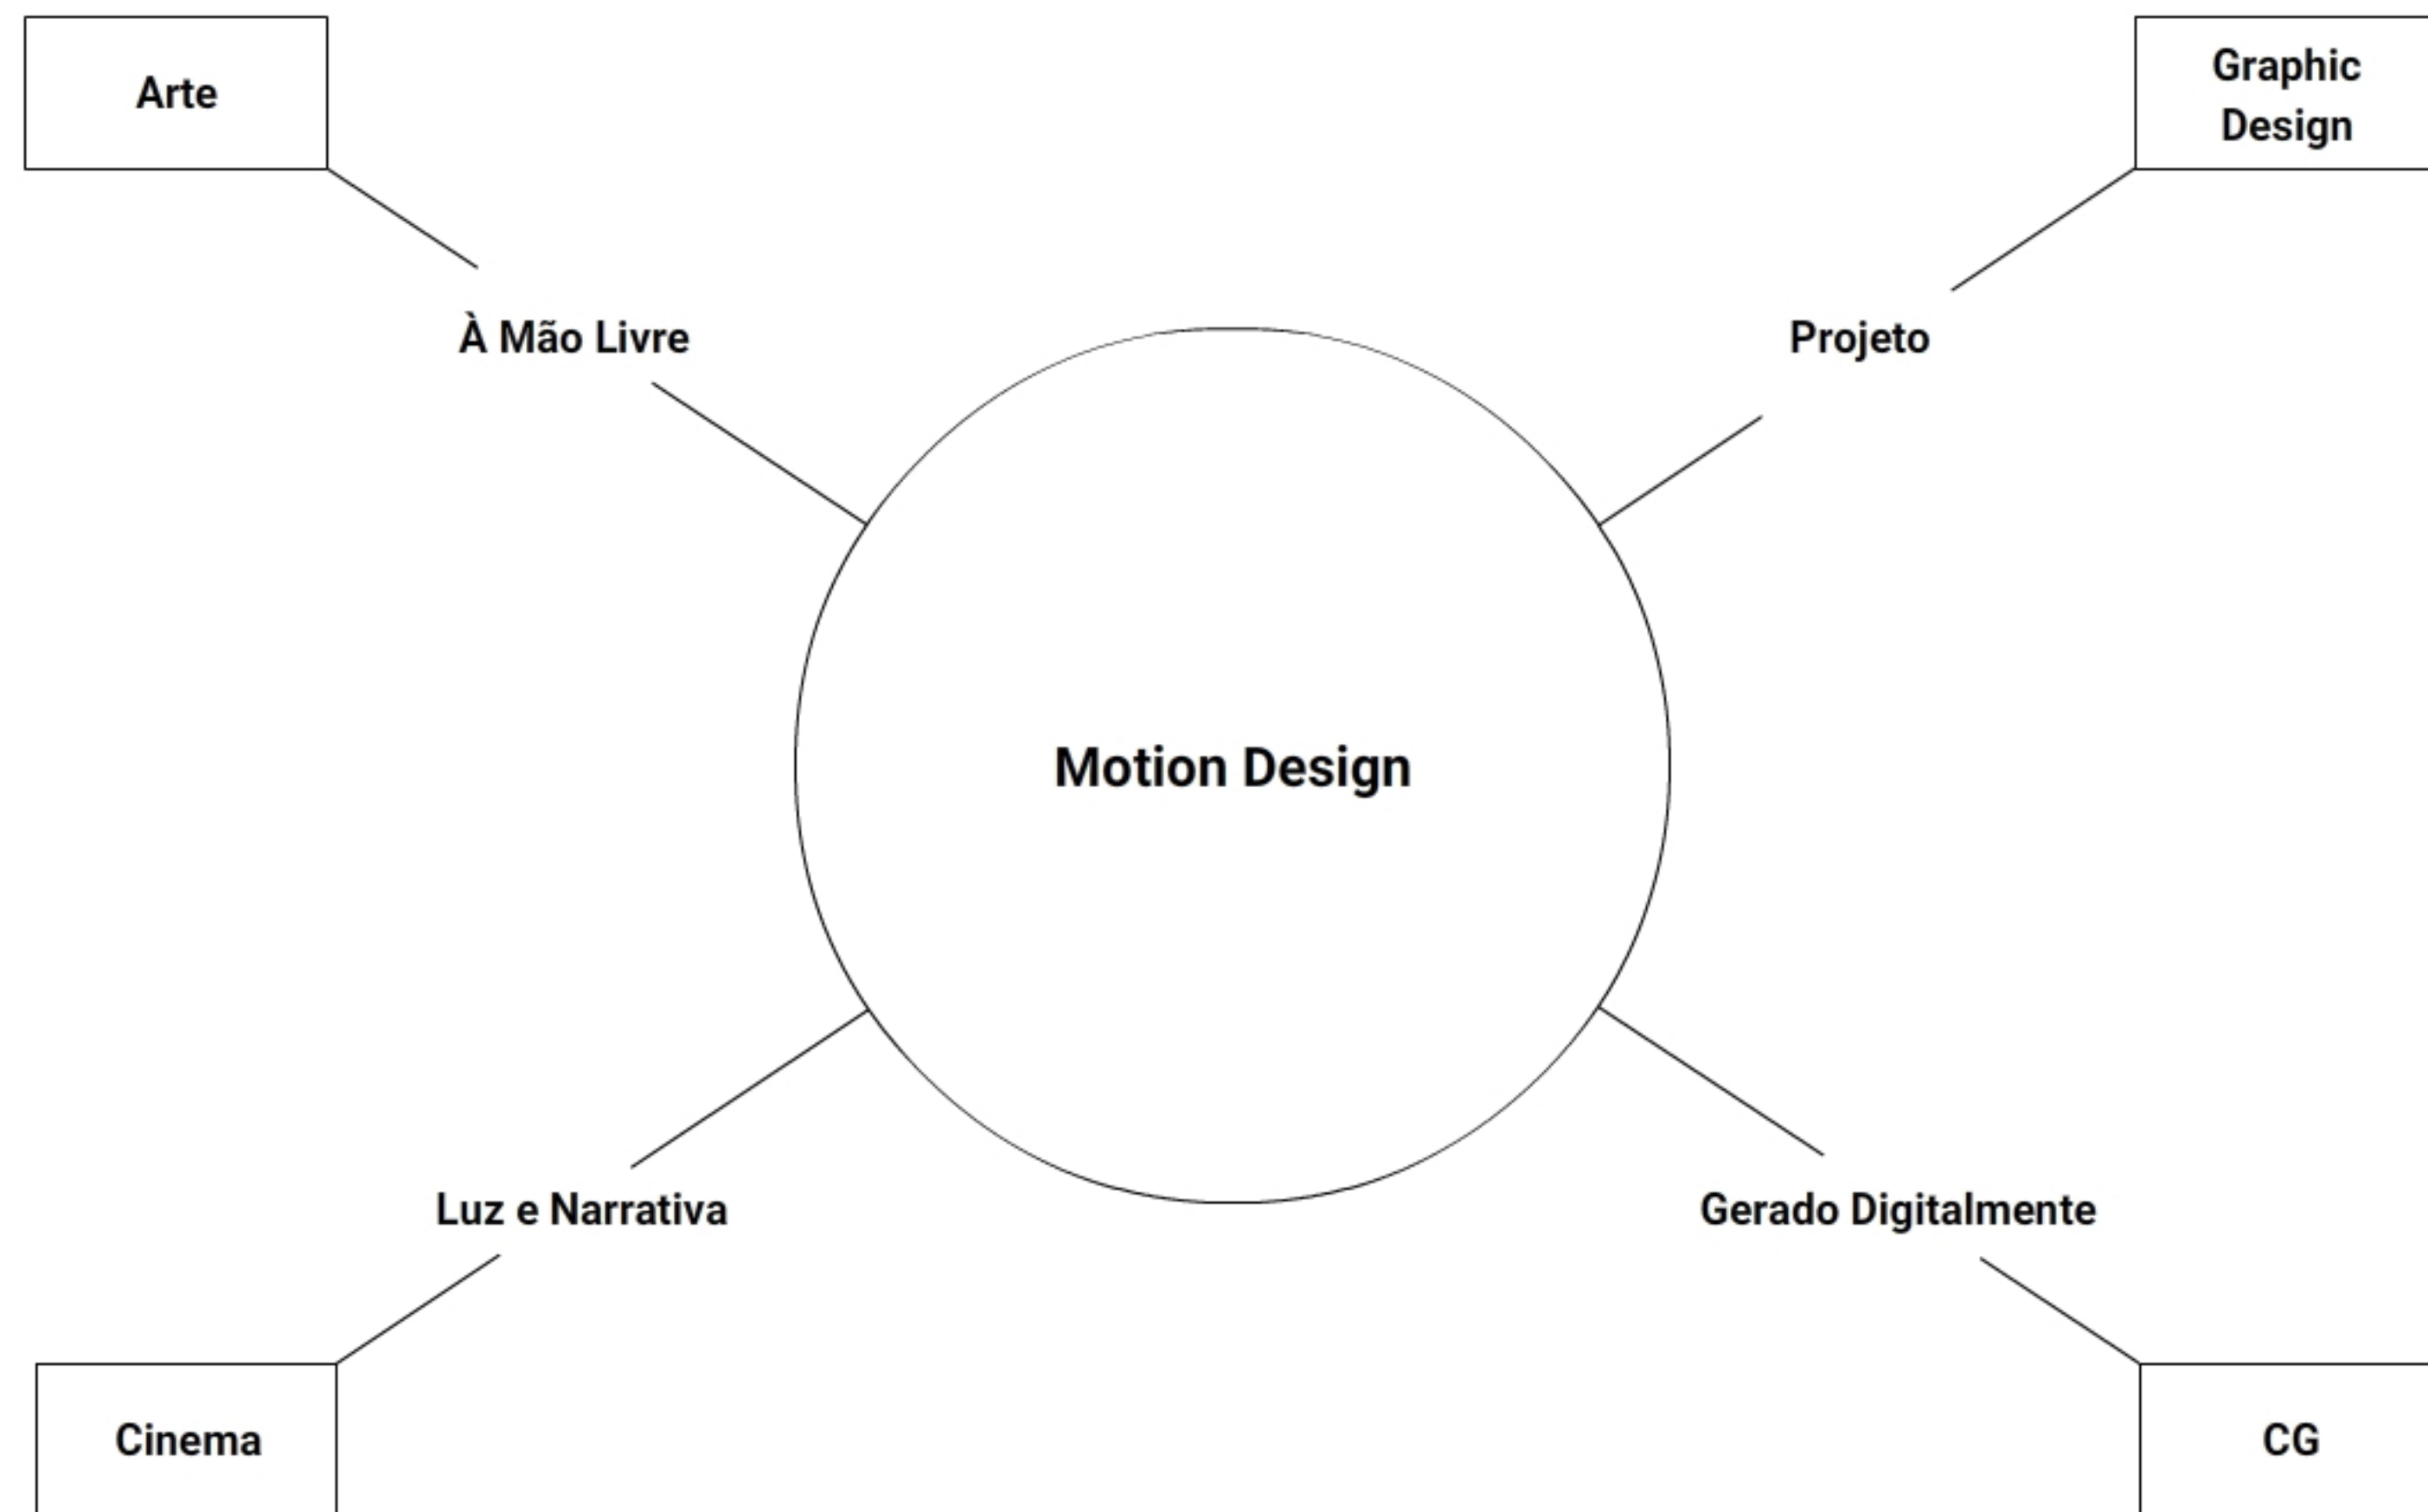 Arte
Graphic
Design
À Mão Livre
Projeto
Motion Design
Luz e Narrativa
Gerado Digitalmente
Cinema
CG